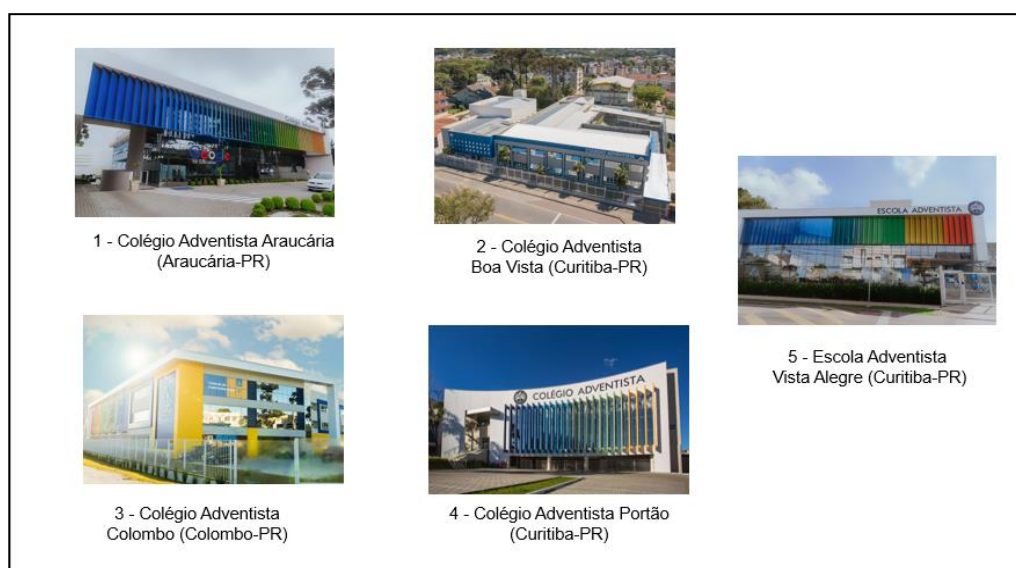 Google
1 - Colégio Adventista Araucária
(Araucária-PR)
2 - Colégio Adventista
Boa Vista (Curitiba-PR)
ESCOLA ADVENTISTA
5 - Escola Adventista
Vista Alegre (Curitiba-PR)
3 - Colégio Adventista
Colombo (Colombo-PR)
COLÉGIO ADVENTISTA
4 - Colégio Adventista Portão
(Curitiba-PR)